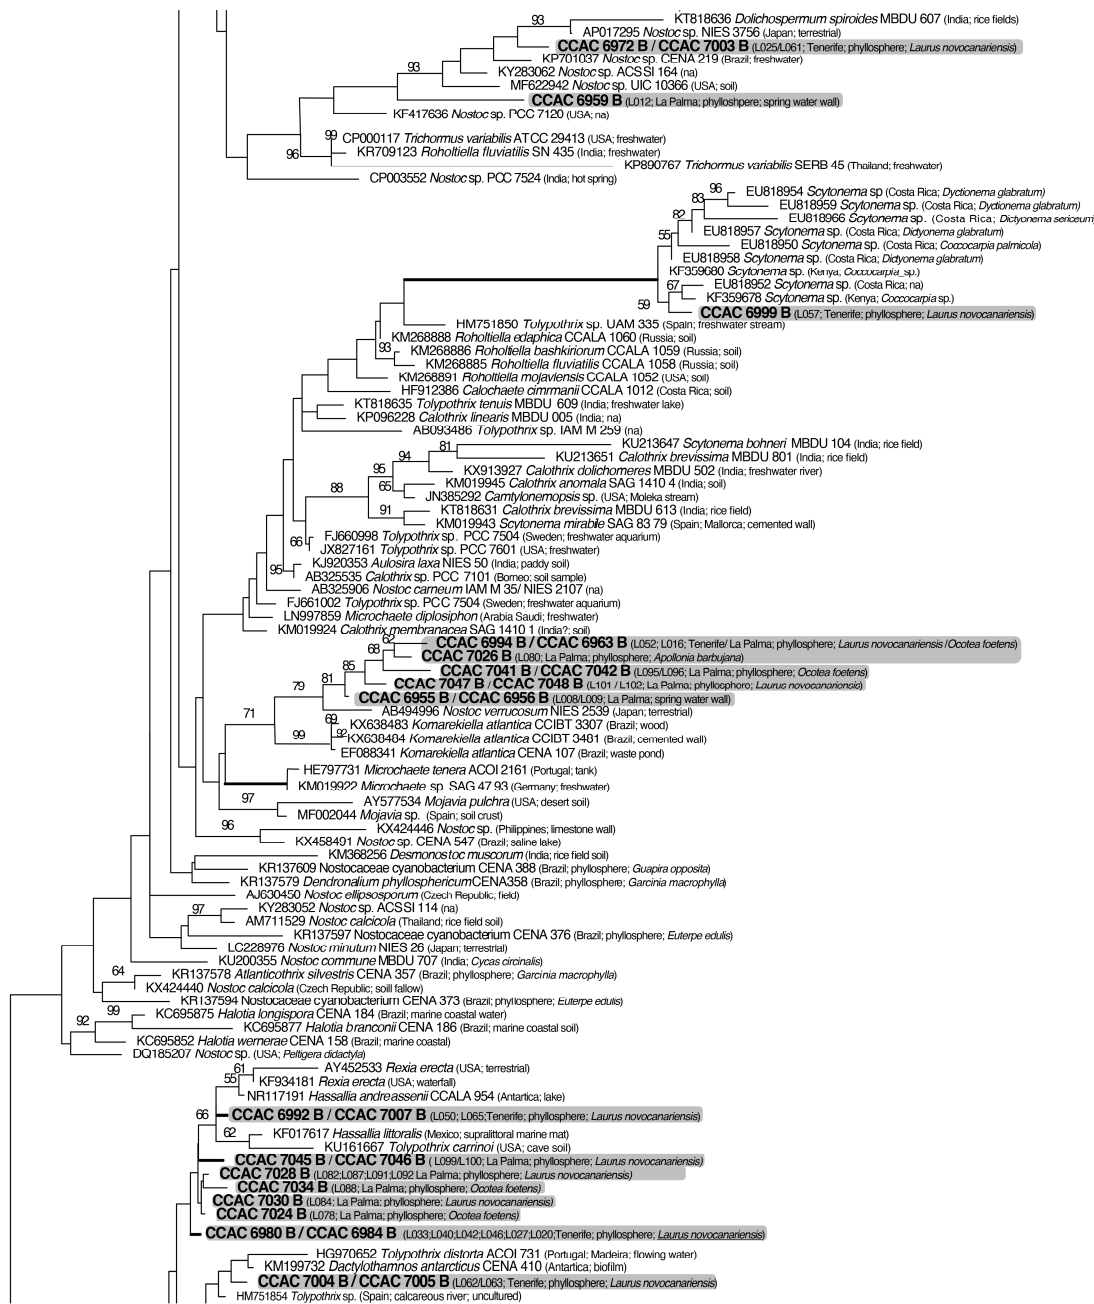 KT818636 Dolichospermum spiroides MBDU 607 (India; rice fields)
93
AP017295 Nostoc sp. NIES 3756 (Japan; terrestrial)
CCAC 6972 B / CCAC 7003 B (L025/L061; Tenerife; phyllosphere; Laurus novocanariensis)
KP701037 Nostoc sp. CENA 219 (Brazil; freshwater)
93
KY283062 Nostoc sp. ACSSI 164 (na)
MF622942 Nostoc sp. UIC 10366 (USA; soil)
CCAC 6959 B (L012; La Palma; phylloshpere; spring water wall)
KF417636 Nostoc sp. PCC 7120 (USA; na)
99
CP000117 Trichormus variabilis ATCC 29413 (USA; freshwater)
96
KR709123 Roholtiella fluviatilis SN 435 (India; freshwater)
KP890767 Trichormus variabilis SERB 45 (Thailand; freshwater)
CP003552 Nostoc sp. PCC 7524 (India; hot spring)
96
EU818954 Scytonema sp (Costa Rica; Dyctionema glabratum)
83
EU818959 Scytonema sp. (Costa Rica; Dyctionema glabratum)
82
EU818966 Scytonema sp. (Costa Rica; Dictyonema sericeum)
55
EU818957 Scytonema sp. (Costa Rica; Didtyonema glabratum)
EU818950 Scytonema sp. (Costa Rica; Coccocarpia palmicola)
EU818958 Scytonema sp. (Costa Rica; Dictyonema glabratum)
KF359680 Scytonema sp. (Kenya; Coccocarpia_sp.)
67
EU818952 Scytonema sp. (Costa Rica; na)
59
KF359678 Scytonema sp. (Kenya; Coccocarpia sp.)
CCAC 6999 B (L057; Tenerife; phyllosphere; Laurus novocanariensis)
HM751850 Tolypothrix sp. UAM 335 (Spain; freshwater stream)
KM268888 Roholtiella edaphica CCALA 1060 (Russia; soil)
93
KM268886 Roholtiella bashkiriorum CCALA 1059 (Russia; soil)
KM268885 Roholtiella fluviatilis CCALA 1058 (Russia; soil)
KM268891 Roholtiella mojaviensis CCALA 1052 (USA; soil)
HF912386 Calochaete cimrmanii CCALA 1012 (Costa Rica; soil)
KT818635 Tolypothrix tenuis MBDU 609 (India; freshwater lake)
KP096228 Calothrix linearis MBDU 005 (India; na)
AB093486 Tolypothrix sp. IAM M 259 (na)
81
KU213647 Scytonema bohneri MBDU 104 (India; rice field)
94
KU213651 Calothrix brevissima MBDU 801 (India; rice field)
95
KX913927 Calothrix dolichomeres MBDU 502 (India; freshwater river)
88
65
KM019945 Calothrix anomala SAG 1410 4 (India; soil)
JN385292 Camtylonemopsis sp. (USA; Moleka stream)
91
KT818631 Calothrix brevissima MBDU 613 (India; rice field)
KM019943 Scytonema mirabile SAG 83 79 (Spain; Mallorca; cemented wall)
66
FJ660998 Tolypothrix sp. PCC 7504 (Sweden; freshwater aquarium)
JX827161 Tolypothrix sp. PCC 7601 (USA; freshwater)
95
KJ920353 Aulosira laxa NIES 50 (India; paddy soil)
AB325535 Calothrix sp. PCC 7101 (Borneo; soil sample)
AB325906 Nostoc carneum IAM M 35/ NIES 2107 (na)
FJ661002 Tolypothrix sp. PCC 7504 (Sweden; freshwater aquarium)
LN997859 Microchaete diplosiphon (Arabia Saudi; freshwater)
KM019924 Calothrix membranacea SAG 1410 1 (India?; soil)
62
CCAC 6994 B / CCAC 6963 B (L052; L016; Tenerife/ La Palma; phyllosphere; Laurus novocanariensis /Ocotea foetens)
68
CCAC 7026 B (L080; La Palma; phyllosphere; Apollonia barbujana)
85
CCAC 7041 B / CCAC 7042 B (L095/L096; La Palma; phyllosphere; Ocotea foetens)
81
CCAC 7047 B / CCAC 7048 B (L101 / L102; La Palma; phyllosphere; Laurus novocanariensis)
79
CCAC 6955 B / CCAC 6956 B (L008/L009; La Palma; spring water wall)
71
AB494996 Nostoc verrucosum NIES 2539 (Japan; terrestrial)
69
KX638483 Komarekiella atlantica CCIBT 3307 (Brazil; wood)
99
92
KX638484 Komarekiella atlantica CCIBT 3481 (Brazil; cemented wall)
EF088341 Komarekiella atlantica CENA 107 (Brazil; waste pond)
HE797731 Microchaete tenera ACOI 2161 (Portugal; tank)
KM019922 Microchaete sp. SAG 47 93 (Germany; freshwater)
97
AY577534 Mojavia pulchra (USA; desert soil)
MF002044 Mojavia sp. (Spain; soil crust)
96
KX424446 Nostoc sp. (Philippines; limestone wall)
KX458491 Nostoc sp. CENA 547 (Brazil; saline lake)
KM368256 Desmonostoc muscorum (India; rice field soil)
KR137609 Nostocaceae cyanobacterium CENA 388 (Brazil; phyllosphere; Guapira opposita)
KR137579 Dendronalium phyllosphericum CENA358 (Brazil; phyllosphere; Garcinia macrophylla)
AJ630450 Nostoc ellipsosporum (Czech Republic; field)
97
KY283052 Nostoc sp. ACSSI 114 (na)
AM711529 Nostoc calcicola (Thailand; rice field soil)
KR137597 Nostocaceae cyanobacterium CENA 376 (Brazil; phyllosphere; Euterpe edulis)
LC228976 Nostoc minutum NIES 26 (Japan; terrestrial)
KU200355 Nostoc commune MBDU 707 (India; Cycas circinalis)
64
KR137578 Atlanticothrix silvestris CENA 357 (Brazil; phyllosphere; Garcinia macrophylla)
KX424440 Nostoc calcicola (Czech Republic; soill fallow)
KR137594 Nostocaceae cyanobacterium CENA 373 (Brazil; phyllosphere; Euterpe edulis)
99
KC695875 Halotia longispora CENA 184 (Brazil; marine coastal water)
92
KC695877 Halotia branconii CENA 186 (Brazil; marine coastal soil)
KC695852 Halotia wernerae CENA 158 (Brazil; marine coastal)
DQ185207 Nostoc sp. (USA; Peltigera didactyla)
61
AY452533 Rexia erecta (USA; terrestrial)
55
KF934181 Rexia erecta (USA; waterfall)
NR117191 Hassallia andreassenii CCALA 954 (Antartica; lake)
66
CCAC 6992 B / CCAC 7007 B (L050; L065;Tenerife; phyllosphere; Laurus novocanariensis)
62
KF017617 Hassallia littoralis (Mexico; supralittoral marine mat)
KU161667 Tolypothrix carrinoi (USA; cave soil)
CCAC 7045 B / CCAC 7046 B ( L099/L100; La Palma; phyllosphere; Laurus novocanariensis)
CCAC 7028 B (L082;L087;L091;L092 La Palma; phyllosphere; Laurus novocanariensis)
CCAC 7034 B (L088; La Palma; phyllosphere; Ocotea foetens)
CCAC 7030 B (L084; La Palma; phyllosphere; Laurus novocanariensis)
CCAC 7024 B (L078; La Palma; phyllosphere; Ocotea foetens)
CCAC 6980 B / CCAC 6984 B (L033;L040;L042;L046;L027;L020;Tenerife; phyllosphere; Laurus novocanariensis)
HG970652 Tolypothrix distorta ACOI 731 (Portugal; Madeira; flowing water)
KM199732 Dactylothamnos antarcticus CENA 410 (Antartica; biofilm)
CCAC 7004 B / CCAC 7005 B (L062/L063; Tenerife; phyllosphere; Laurus novocanariensis)
HM751854 Tolypothrix sp. (Spain; calcareous river; uncultured)